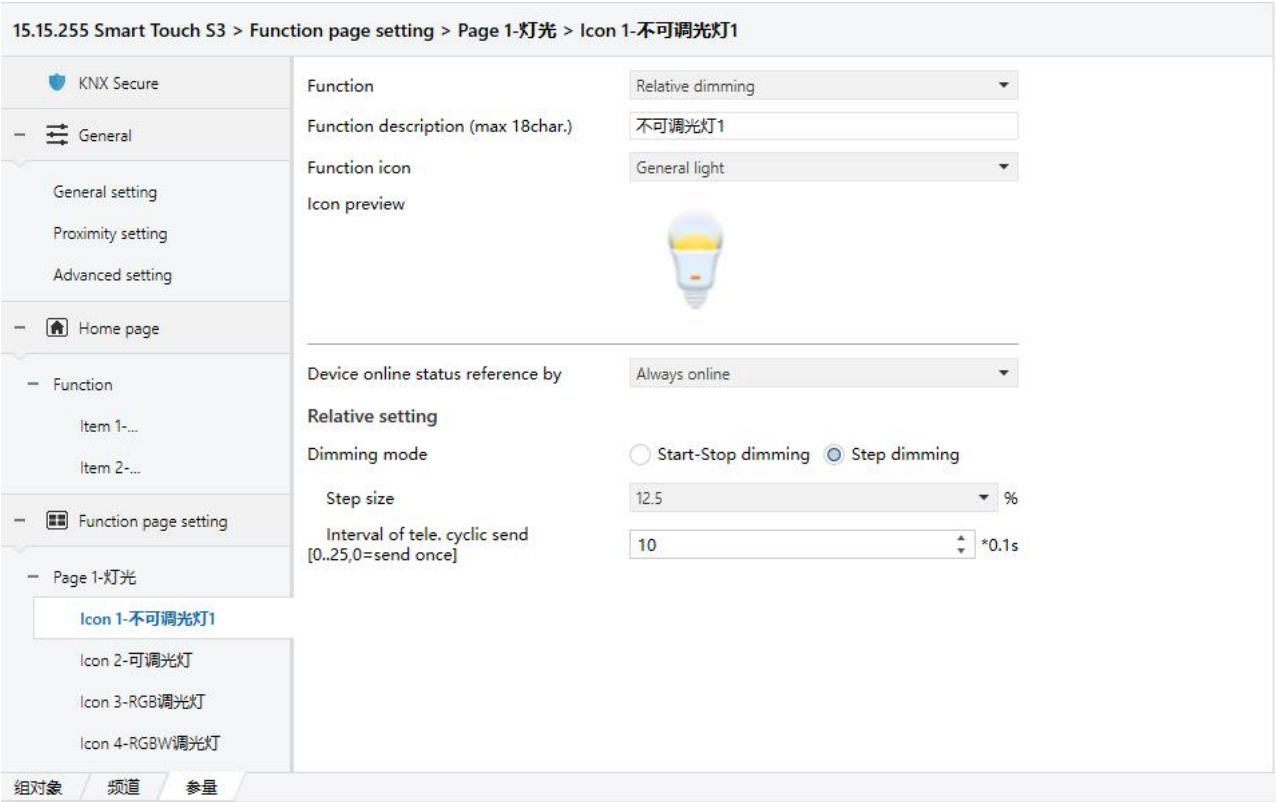 15.15.255 Smart Touch S3 > Function page setting > Page 1-灯光 > Icon 1-不可调光灯1
KNX Secure
General
General setting
Proximity setting
Advanced setting
Home page
Function
Item 1-...
Item 2-...
Function page setting
Page 1-灯光
Icon 1-不可调光灯1
Icon 2-可调光灯
Icon 3-RGB调光灯
Icon 4-RGBW调光灯
Function Relative dimming
Function description (max 18char.) 不可调光灯1
Function icon General light
Icon preview
Device online status reference by Always online
Relative setting
Dimming mode Start-Stop dimming Step dimming
Step size 12.5 %
Interval of tele. cyclic send
[0..25,0=send once] 10 *0.1s
组对象 频道 参量